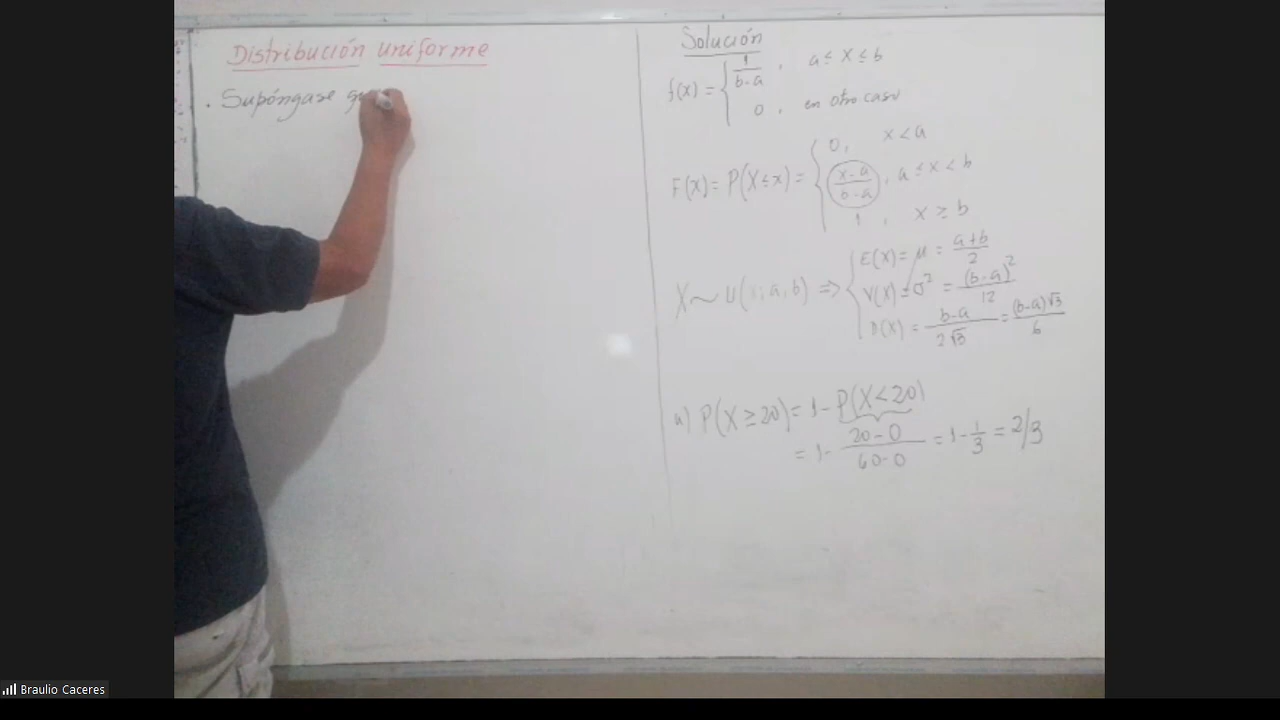 Distribución uniforme
. Supóngase
Solución
f(x) = { 1/(b-a) , a ≤ X ≤ b
0 , en otro caso
F(x) = P(X ≤ x) = { 0, x < a
(x-a)/(b-a) , a ≤ x < b
1 , x ≥ b
X ~ U(x; a, b) ⇒ { E(X) = μ = (a+b)/2
V(X) = σ² = (b-a)²/12
D(X) = (b-a)/(2√3) = (b-a)√3/6
a) P(X ≥ 20) = 1 - P(X < 20)
= 1 - (20-0)/(60-0) = 1 - 1/3 = 2/3
Braulio Caceres